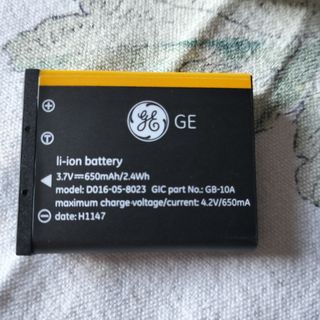 GE GE
li-ion battery
3.7V⎓650mAh/2.4Wh
model: D016-05-8023 GIC part No.: GB-10A
maximum charge-voltage/current: 4.2V/650mA
date: H1147